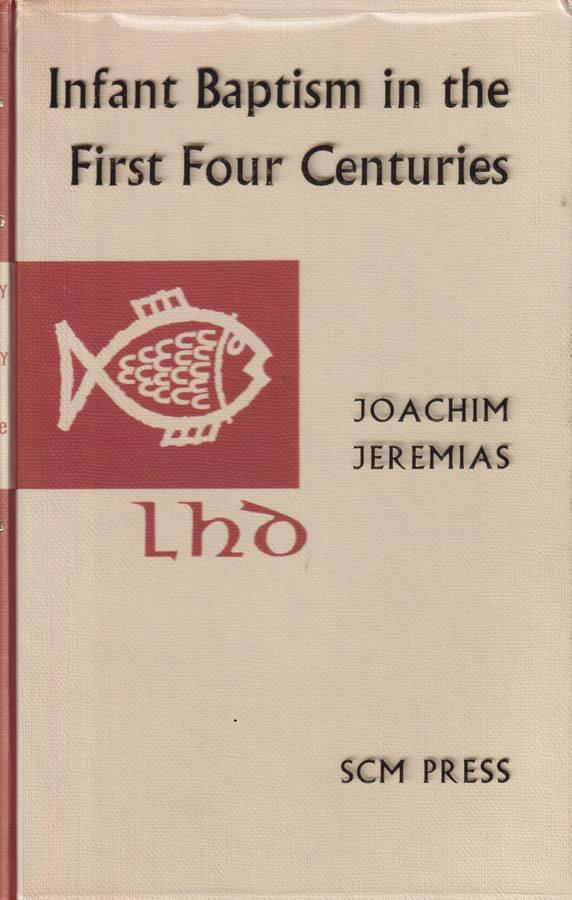 Infant Baptism in the
First Four Centuries
JOACHIM
JEREMIAS
Lhd
SCM PRESS